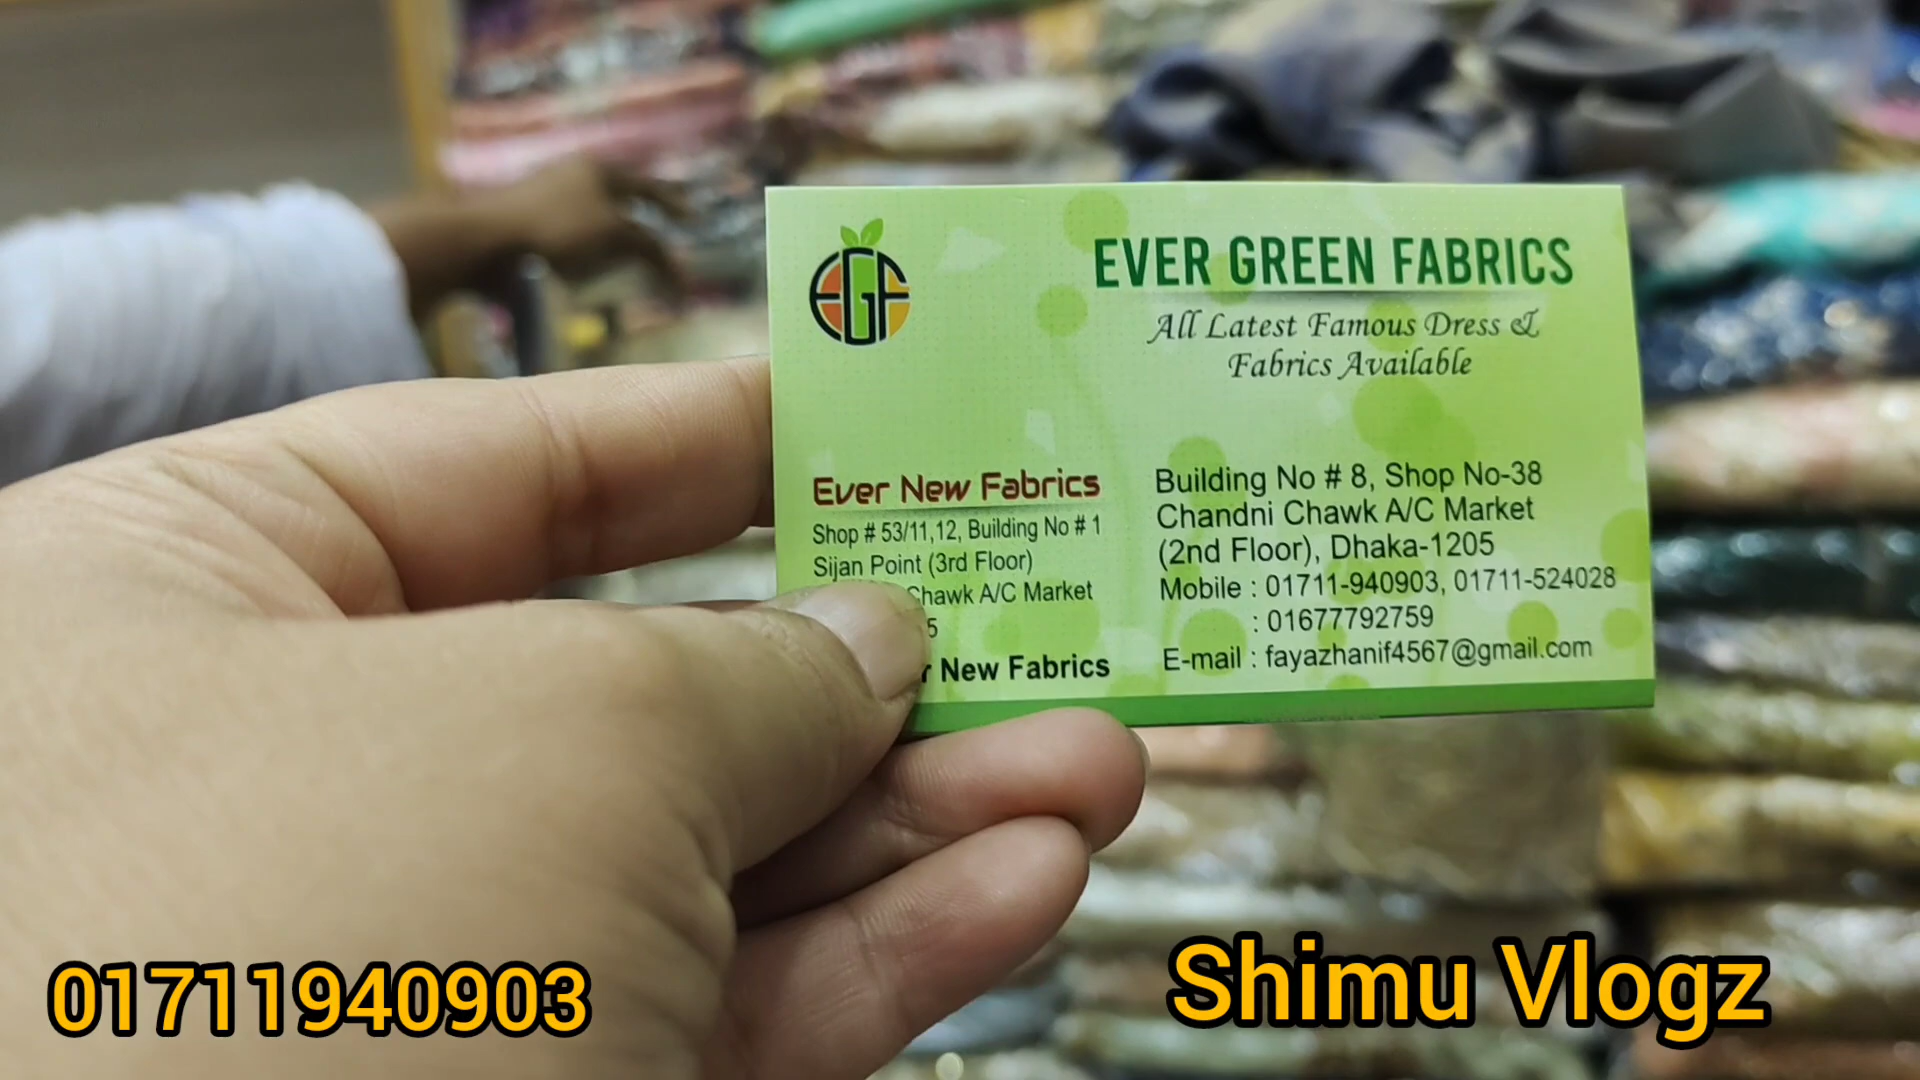 EGF
EVER GREEN FABRICS
All Latest Famous Dress &
Fabrics Available
Ever New Fabrics
Shop # 53/11,12, Building No # 1
Sijan Point (3rd Floor)
Chawk A/C Market
5
New Fabrics
Building No # 8, Shop No-38
Chandni Chawk A/C Market
(2nd Floor), Dhaka-1205
Mobile : 01711-940903, 01711-524028
: 01677792759
E-mail : fayazhanif4567@gmail.com
01711940903
Shimu Vlogz